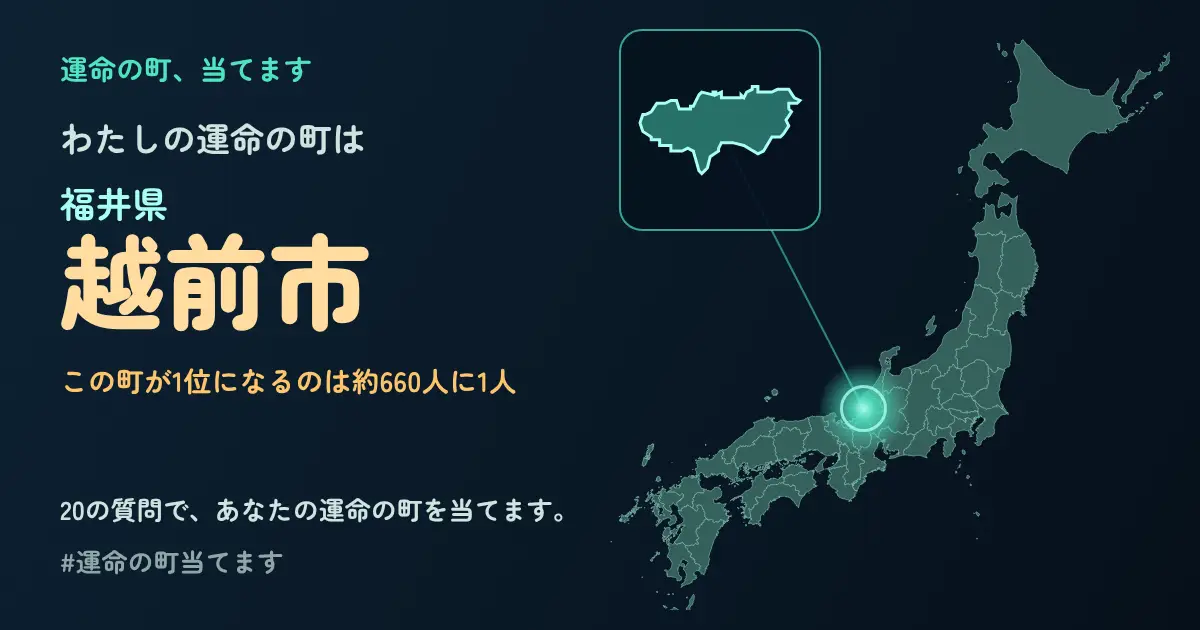 運命の町、当てます
わたしの運命の町は
福井県
越前市
この町が1位になるのは約660人に1人
20の質問で、あなたの運命の町を当てます。
#運命の町当てます